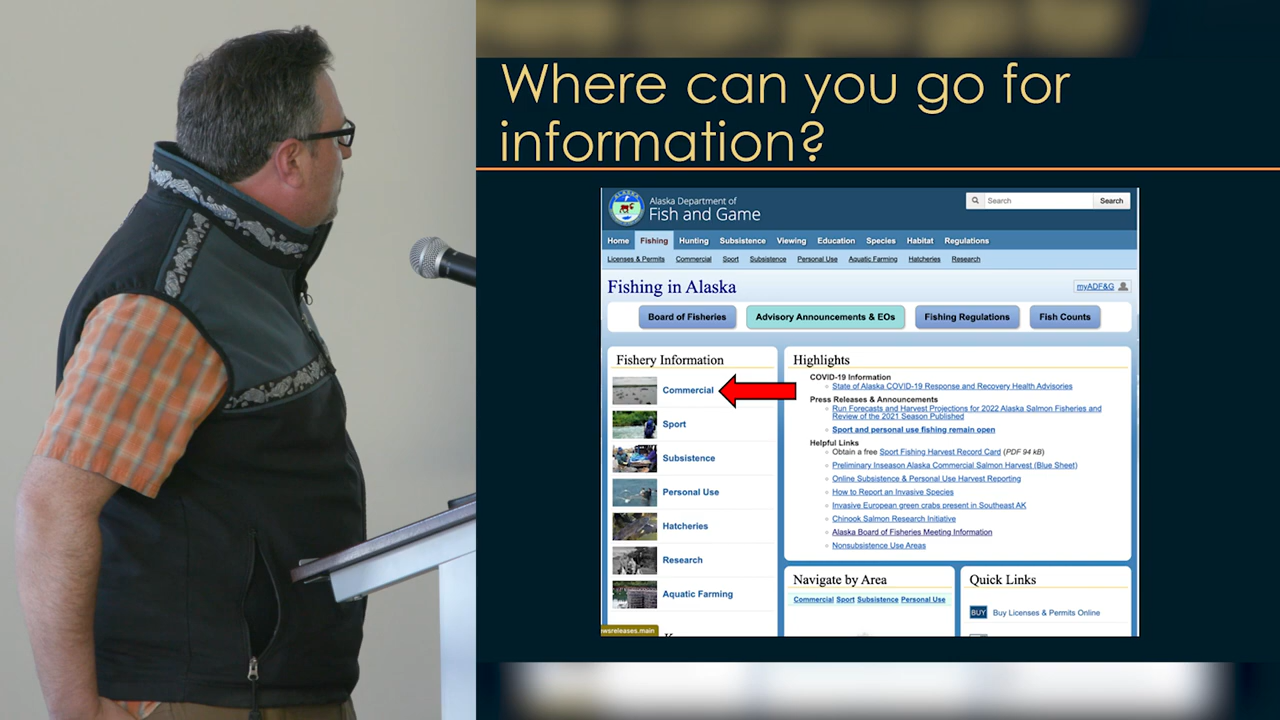 Where can you go for
information?
Alaska Department of
Fish and Game
Search
Search
Home Fishing Hunting Subsistence Viewing Education Species Habitat Regulations
Licenses & Permits Commercial Sport Subsistence Personal Use Aquatic Farming Hatcheries Research
Fishing in Alaska
myADF&G
Board of Fisheries
Advisory Announcements & EOs
Fishing Regulations
Fish Counts
Fishery Information
Commercial
Sport
Subsistence
Personal Use
Hatcheries
Research
Aquatic Farming
wsreleases.main
Highlights
COVID-19 Information
State of Alaska COVID-19 Response and Recovery Health Advisories
Press Releases & Announcements
Run Forecasts and Harvest Projections for 2022 Alaska Salmon Fisheries and
Review of the 2021 Season Published
Sport and personal use fishing remain open
Helpful Links
Obtain a free Sport Fishing Harvest Record Card (PDF 94 kB)
Preliminary Inseason Alaska Commercial Salmon Harvest (Blue Sheet)
Online Subsistence & Personal Use Harvest Reporting
How to Report an Invasive Species
Invasive European green crabs present in Southeast AK
Chinook Salmon Research Initiative
Alaska Board of Fisheries Meeting Information
Nonsubsistence Use Areas
Navigate by Area
Commercial Sport Subsistence Personal Use
Quick Links
BUY Buy Licenses & Permits Online